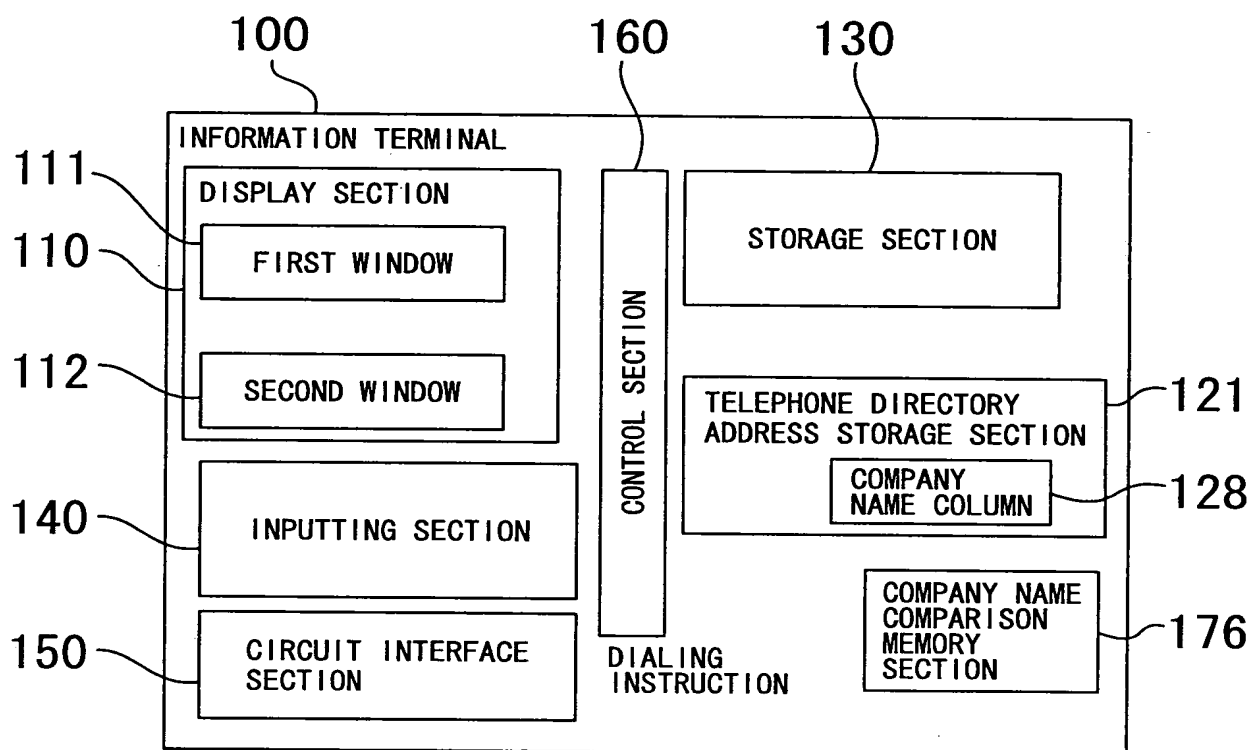 100
160
130
INFORMATION TERMINAL
111
DISPLAY SECTION
110
FIRST WINDOW
STORAGE SECTION
CONTROL SECTION
112
SECOND WINDOW
121
TELEPHONE DIRECTORY
ADDRESS STORAGE SECTION
COMPANY
NAME COLUMN
128
140
INPUTTING SECTION
COMPANY NAME
COMPARISON
MEMORY
SECTION
176
150
CIRCUIT INTERFACE
SECTION
DIALING
INSTRUCTION